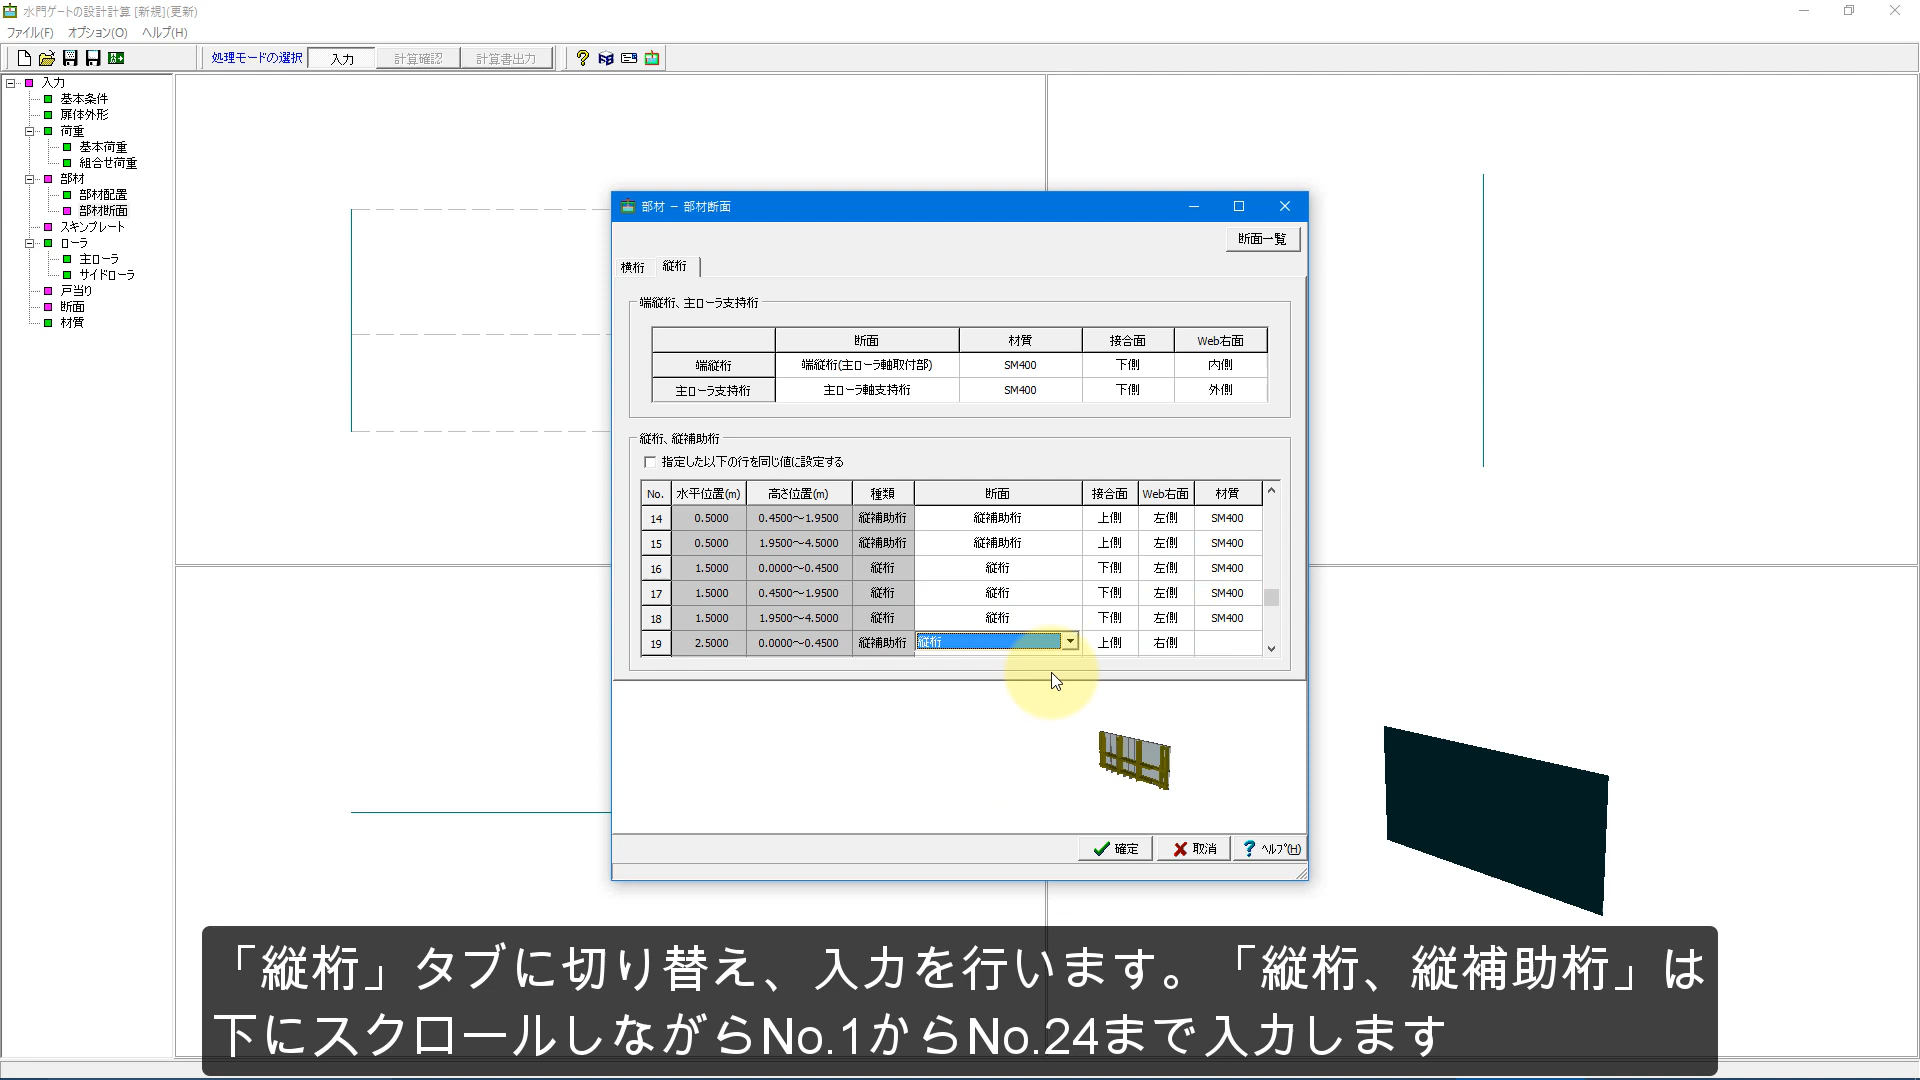 水門ゲートの設計計算 [新規](更新)
ファイル(F) オプション(O) ヘルプ(H)
処理モードの選択 入力 計算確認 計算書出力
入力
基本条件
扉体外形
荷重
基本荷重
組合せ荷重
部材
部材配置
部材断面
スキンプレート
ローラ
主ローラ
サイドローラ
戸当り
断面
材質
部材 － 部材断面
断面一覧
横桁 縦桁
端縦桁、主ローラ支持桁
断面 材質 接合面 Web右面
端縦桁 端縦桁(主ローラ軸取付部) SM400 下側 内側
主ローラ支持桁 主ローラ軸支持桁 SM400 下側 外側
縦桁、縦補助桁
指定した以下の行を同じ値に設定する
No. 水平位置(m) 高さ位置(m) 種類 断面 接合面 Web右面 材質
14 0.5000 0.4500～1.9500 縦補助桁 縦補助桁 上側 左側 SM400
15 0.5000 1.9500～4.5000 縦補助桁 縦補助桁 上側 左側 SM400
16 1.5000 0.0000～0.4500 縦桁 縦桁 下側 左側 SM400
17 1.5000 0.4500～1.9500 縦桁 縦桁 下側 左側 SM400
18 1.5000 1.9500～4.5000 縦桁 縦桁 下側 左側 SM400
19 2.5000 0.0000～0.4500 縦補助桁 縦桁 上側 右側
確定 取消 ヘルプ(H)
「縦桁」タブに切り替え、入力を行います。「縦桁、縦補助桁」は
下にスクロールしながらNo.1からNo.24まで入力します